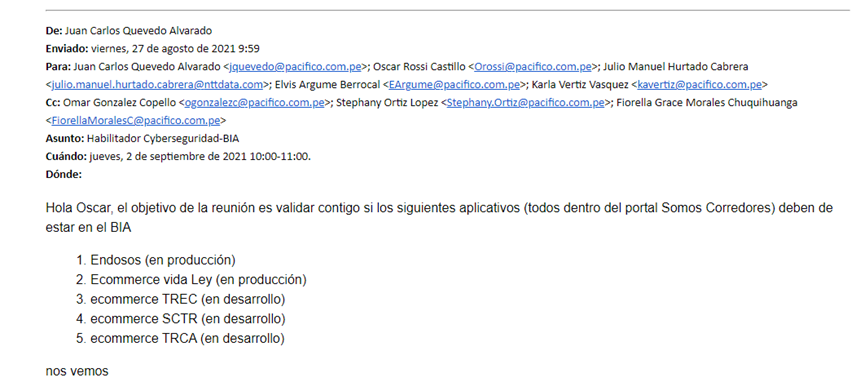 De: Juan Carlos Quevedo Alvarado
Enviado: viernes, 27 de agosto de 2021 9:59
Para: Juan Carlos Quevedo Alvarado <jquevedo@pacifico.com.pe>; Oscar Rossi Castillo <Orossi@pacifico.com.pe>; Julio Manuel Hurtado Cabrera
<julio.manuel.hurtado.cabrera@nttdata.com>; Elvis Argume Berrocal <EArgume@pacifico.com.pe>; Karla Vertiz Vasquez <kavertiz@pacifico.com.pe>
Cc: Omar Gonzalez Copello <ogonzalezc@pacifico.com.pe>; Stephany Ortiz Lopez <Stephany.Ortiz@pacifico.com.pe>; Fiorella Grace Morales Chuquihuanga
<FiorellaMoralesC@pacifico.com.pe>
Asunto: Habilitador Cyberseguridad-BIA
Cuándo: jueves, 2 de septiembre de 2021 10:00-11:00.
Dónde:
Hola Oscar, el objetivo de la reunión es validar contigo si los siguientes aplicativos (todos dentro del portal Somos Corredores) deben de
estar en el BIA
1. Endosos (en producción)
2. Ecommerce vida Ley (en producción)
3. ecommerce TREC (en desarrollo)
4. ecommerce SCTR (en desarrollo)
5. ecommerce TRCA (en desarrollo)
nos vemos